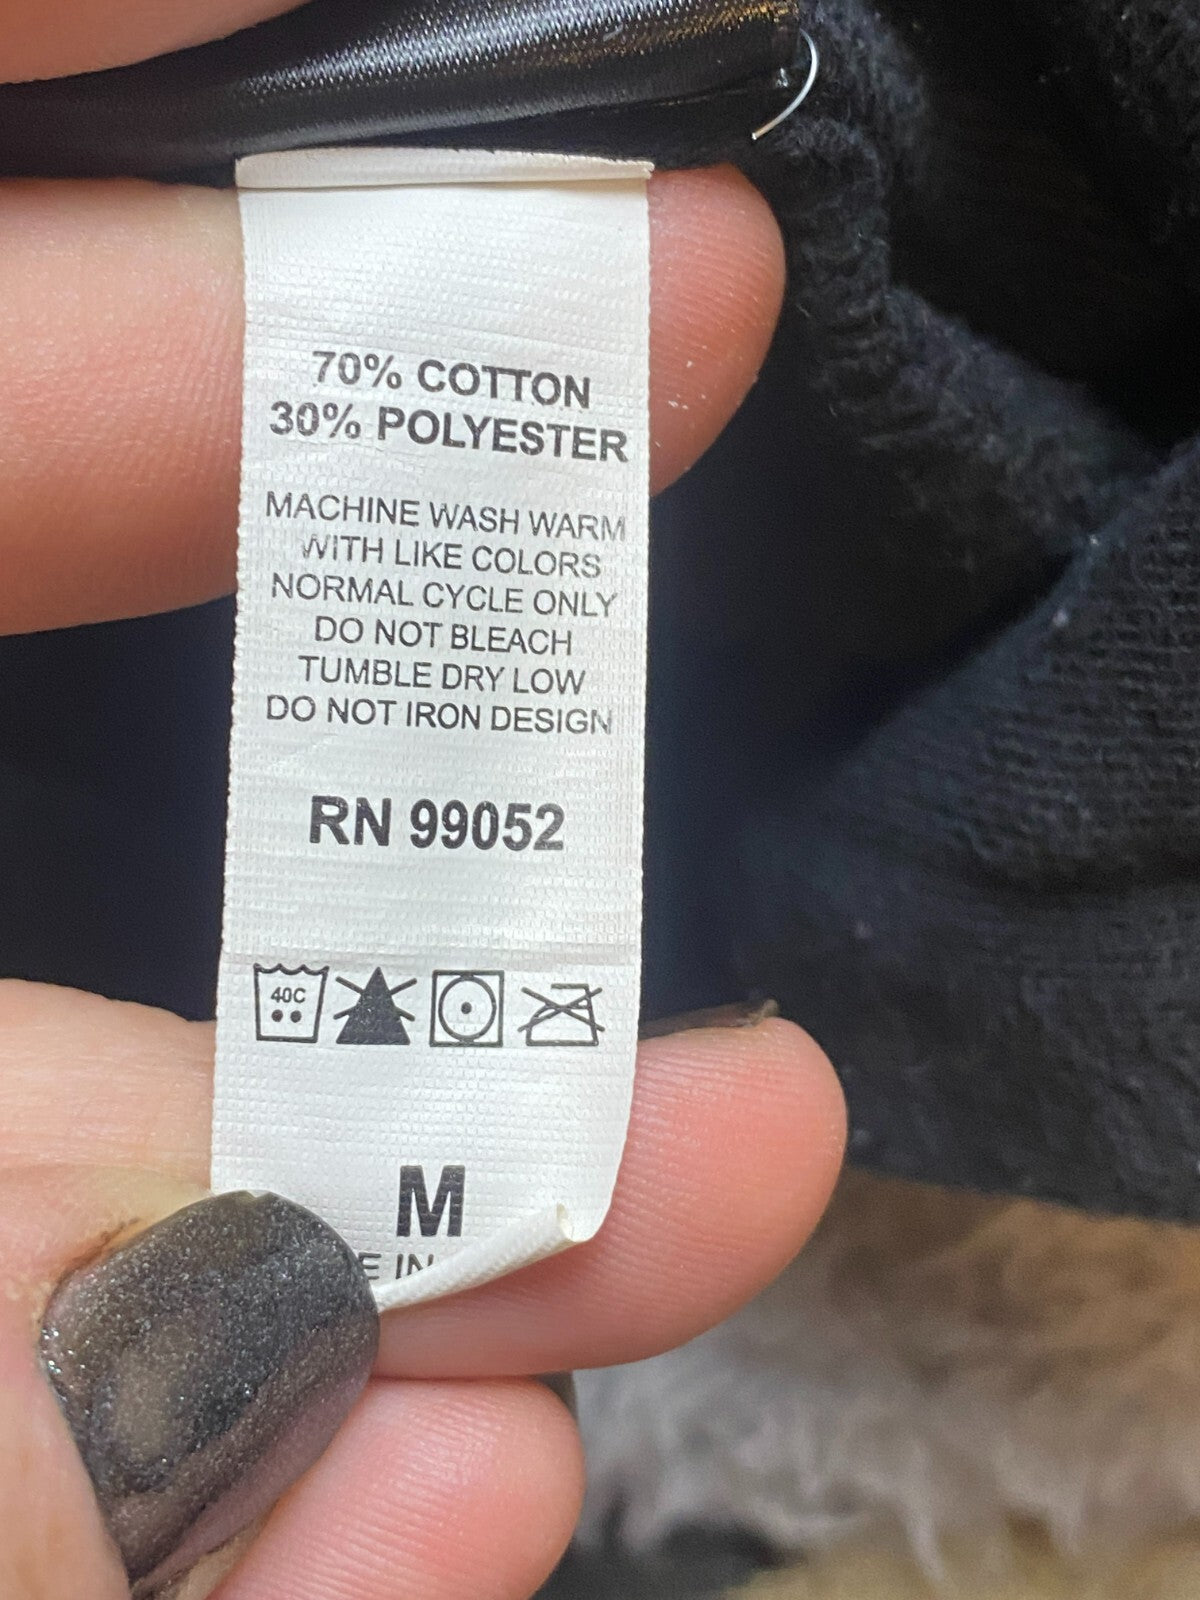 70% COTTON
30% POLYESTER
MACHINE WASH WARM
WITH LIKE COLORS
NORMAL CYCLE ONLY
DO NOT BLEACH
TUMBLE DRY LOW
DO NOT IRON DESIGN
RN 99052
40C
M
IN